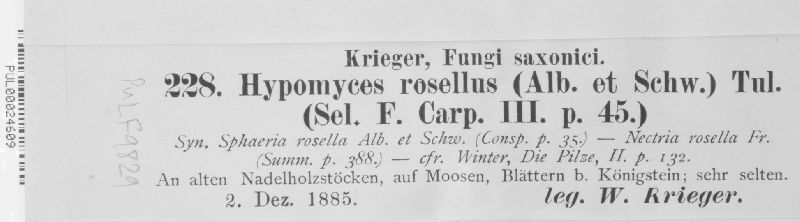 Krieger, Fungi saxonici.
228. Hypomyces rosellus (Alb. et Schw.) Tul.
(Sel. F. Carp. III. p. 45.)
Syn. Sphaeria rosella Alb. et Schw. (Consp. p. 35.) — Nectria rosella Fr.
(Summ. p. 388.) — cfr. Winter, Die Pilze, II. p. 132.
An alten Nadelholzstöcken, auf Moosen, Blättern b. Königstein; sehr selten.
2. Dez. 1885.
leg. W. Krieger.
PUL00024609
PuLF9829